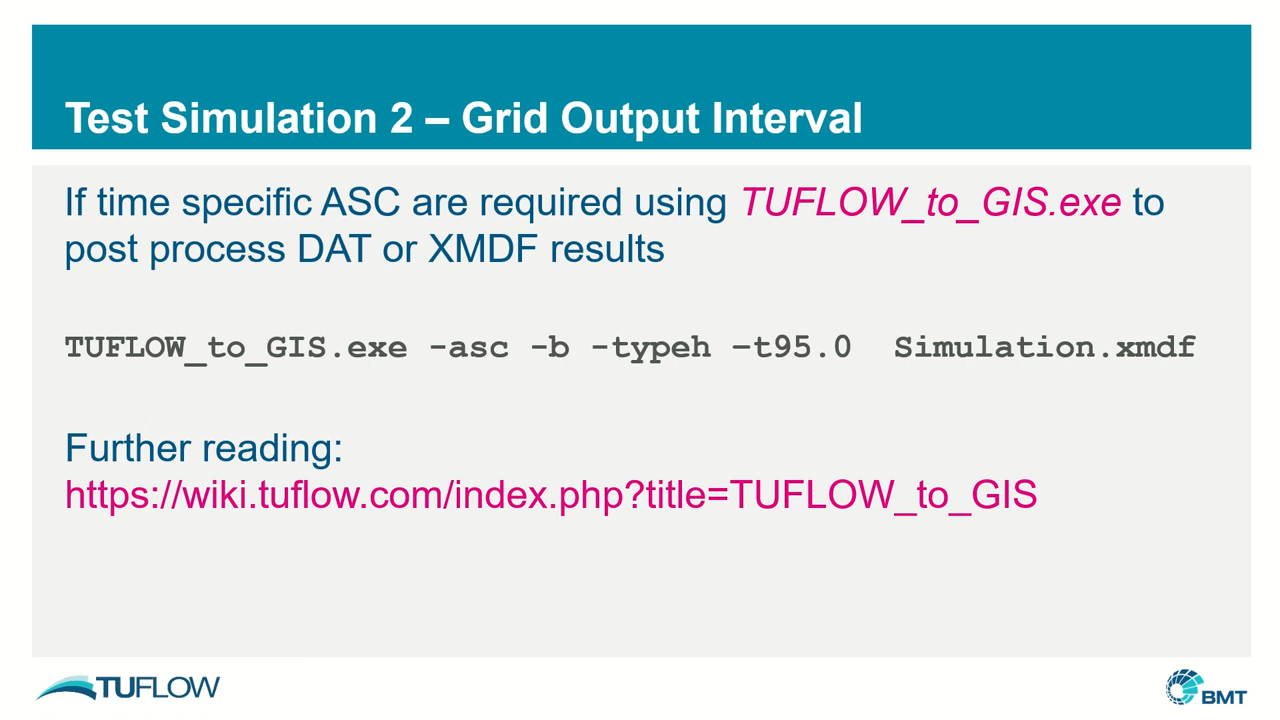 Test Simulation 2 – Grid Output Interval
If time specific ASC are required using TUFLOW_to_GIS.exe to
post process DAT or XMDF results
TUFLOW_to_GIS.exe -asc -b -typeh –t95.0 Simulation.xmdf
Further reading:
https://wiki.tuflow.com/index.php?title=TUFLOW_to_GIS
TUFLOW
BMT